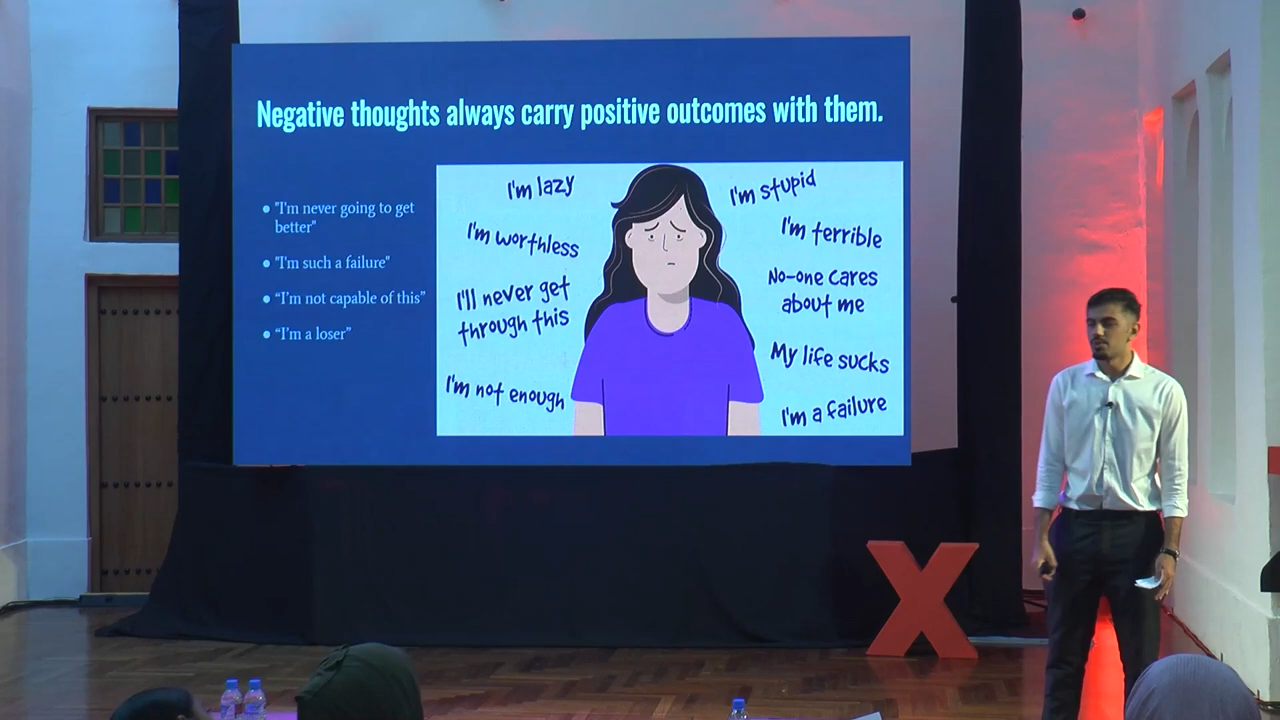 Negative thoughts always carry positive outcomes with them.
• "I'm never going to get
better"
• "I'm such a failure"
• “I'm not capable of this”
• “I'm a loser”
I'm lazy
I'm worthless
I'll never get
through this
I'm not enough
I'm stupid
I'm terrible
No-one cares
about me
My life sucks
I'm a failure
X